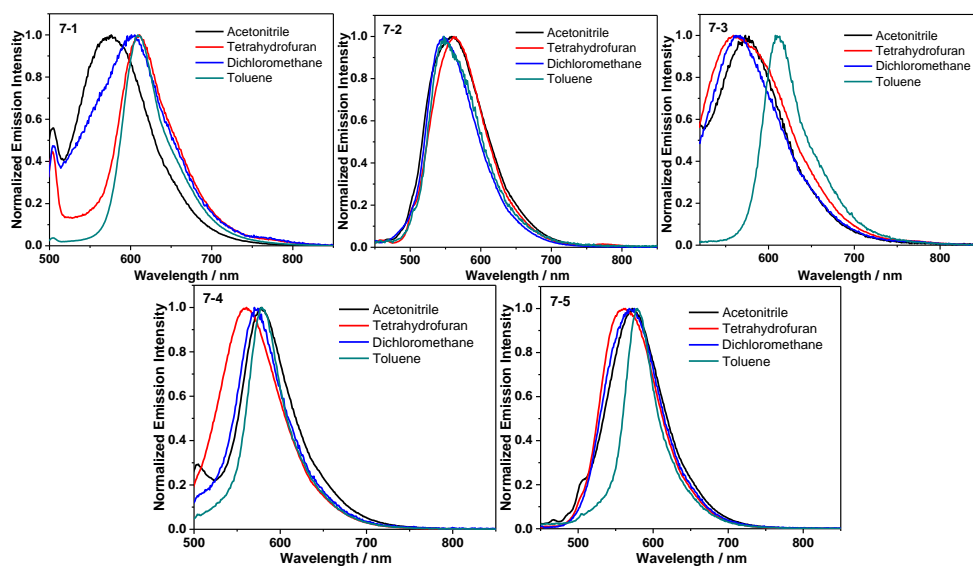 7-1
Acetonitrile
Tetrahydrofuran
Dichloromethane
Toluene
Normalized Emission Intensity
1.0
0.8
0.6
0.4
0.2
0.0
500 600 700 800
Wavelength / nm
7-2
Acetonitrile
Tetrahydrofuran
Dichloromethane
Toluene
Normalized Emission Intensity
1.0
0.8
0.6
0.4
0.2
0.0
500 600 700 800
Wavelength / nm
7-3
Acetonitrile
Tetrahydrofuran
Dichloromethane
Toluene
Normalized Emission Intensity
1.0
0.8
0.6
0.4
0.2
0.0
600 700 800
Wavelength / nm
7-4
Acetonitrile
Tetrahydrofuran
Dichloromethane
Toluene
Normalized Emission Intensity
1.0
0.8
0.6
0.4
0.2
0.0
500 600 700 800
Wavelength / nm
7-5
Acetonitrile
Tetrahydrofuran
Dichloromethane
Toluene
Normalized Emission Intensity
1.0
0.8
0.6
0.4
0.2
0.0
450 500 550 600 650 700 750 800
Wavelength / nm